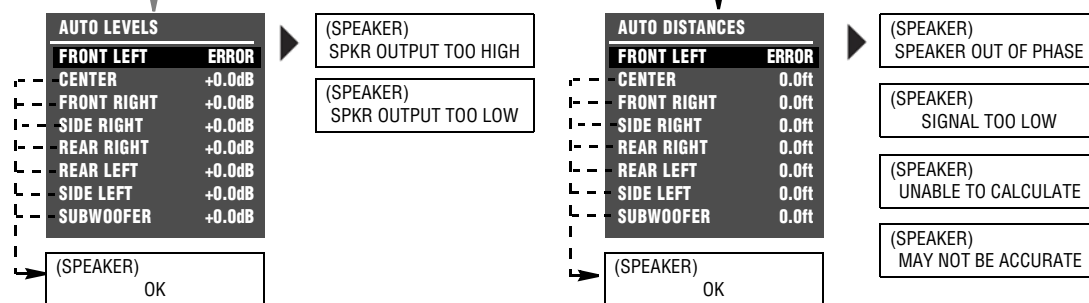 AUTO LEVELS
FRONT LEFT ERROR
CENTER +0.0dB
FRONT RIGHT +0.0dB
SIDE RIGHT +0.0dB
REAR RIGHT +0.0dB
REAR LEFT +0.0dB
SIDE LEFT +0.0dB
SUBWOOFER +0.0dB
(SPEAKER)
OK
(SPEAKER)
SPKR OUTPUT TOO HIGH
(SPEAKER)
SPKR OUTPUT TOO LOW
AUTO DISTANCES
FRONT LEFT ERROR
CENTER 0.0ft
FRONT RIGHT 0.0ft
SIDE RIGHT 0.0ft
REAR RIGHT 0.0ft
REAR LEFT 0.0ft
SIDE LEFT 0.0ft
SUBWOOFER 0.0ft
(SPEAKER)
OK
(SPEAKER)
SPEAKER OUT OF PHASE
(SPEAKER)
SIGNAL TOO LOW
(SPEAKER)
UNABLE TO CALCULATE
(SPEAKER)
MAY NOT BE ACCURATE